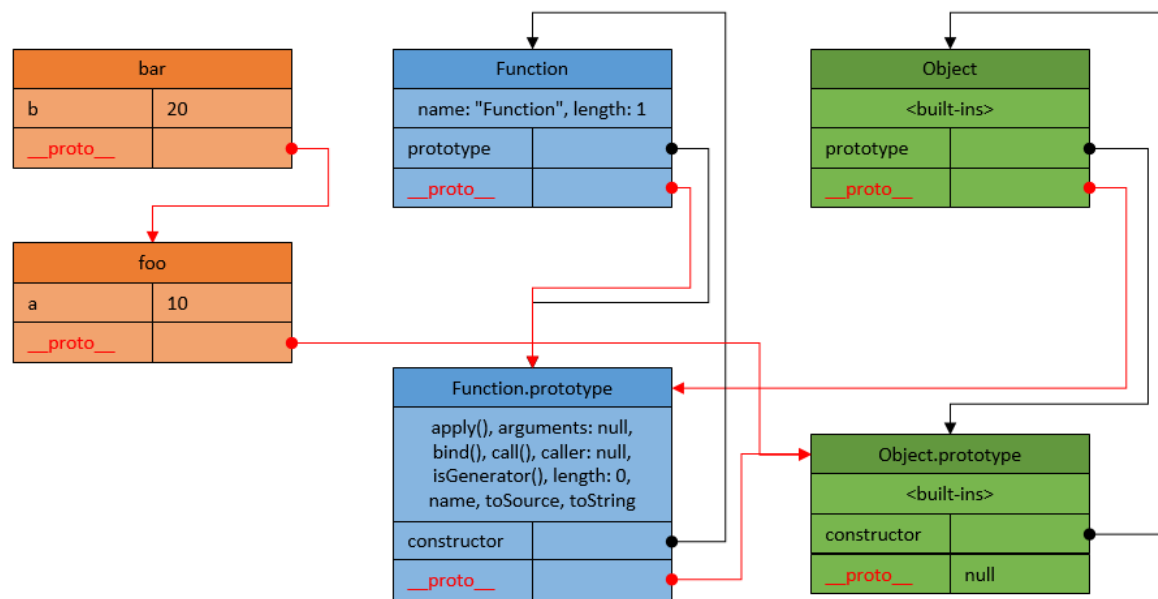 bar
b 20
__proto__
foo
a 10
__proto__
Function
name: "Function", length: 1
prototype
__proto__
Function.prototype
apply(), arguments: null,
bind(), call(), caller: null,
isGenerator(), length: 0,
name, toSource, toString
constructor
__proto__
Object
<built-ins>
prototype
__proto__
Object.prototype
<built-ins>
constructor
__proto__ null